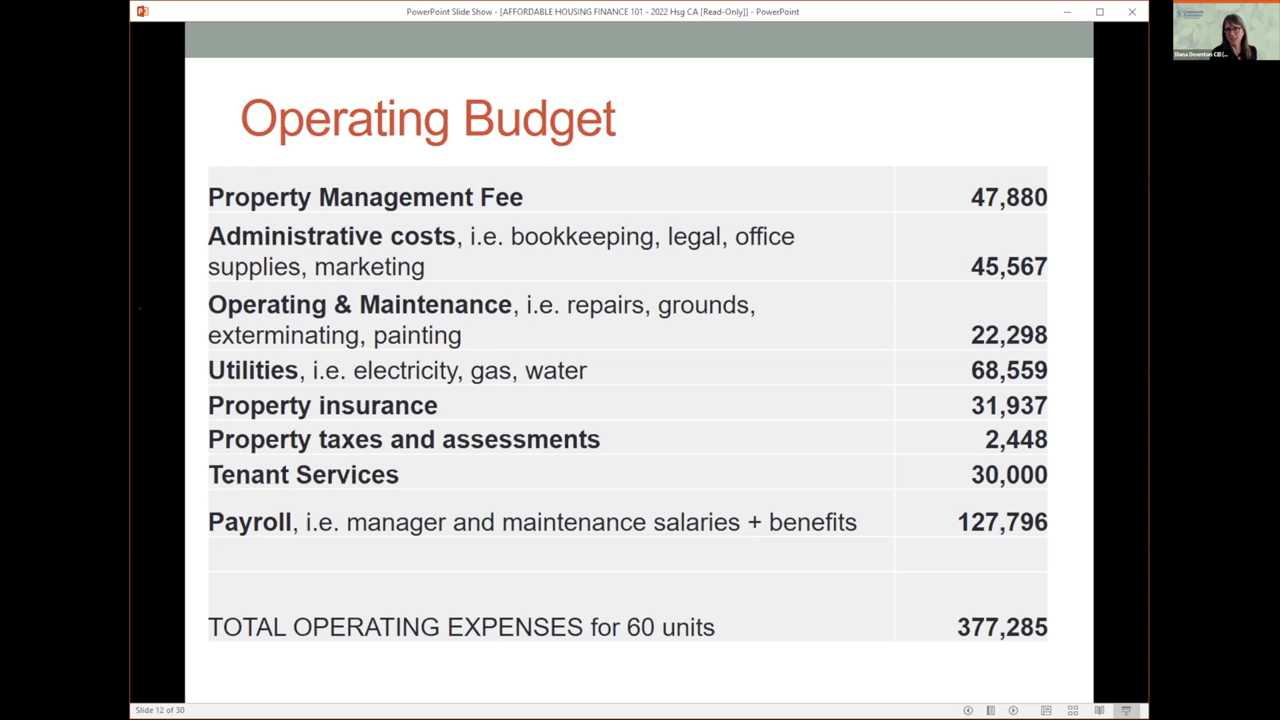 PowerPoint Slide Show - [AFFORDABLE HOUSING FINANCE 101 - 2022 Hsg CA [Read-Only]] - PowerPoint
Operating Budget
Property Management Fee 47,880
Administrative costs, i.e. bookkeeping, legal, office
supplies, marketing 45,567
Operating & Maintenance, i.e. repairs, grounds,
exterminating, painting 22,298
Utilities, i.e. electricity, gas, water 68,559
Property insurance 31,937
Property taxes and assessments 2,448
Tenant Services 30,000
Payroll, i.e. manager and maintenance salaries + benefits 127,796
TOTAL OPERATING EXPENSES for 60 units 377,285
Slide 12 of 30
Diana Downton